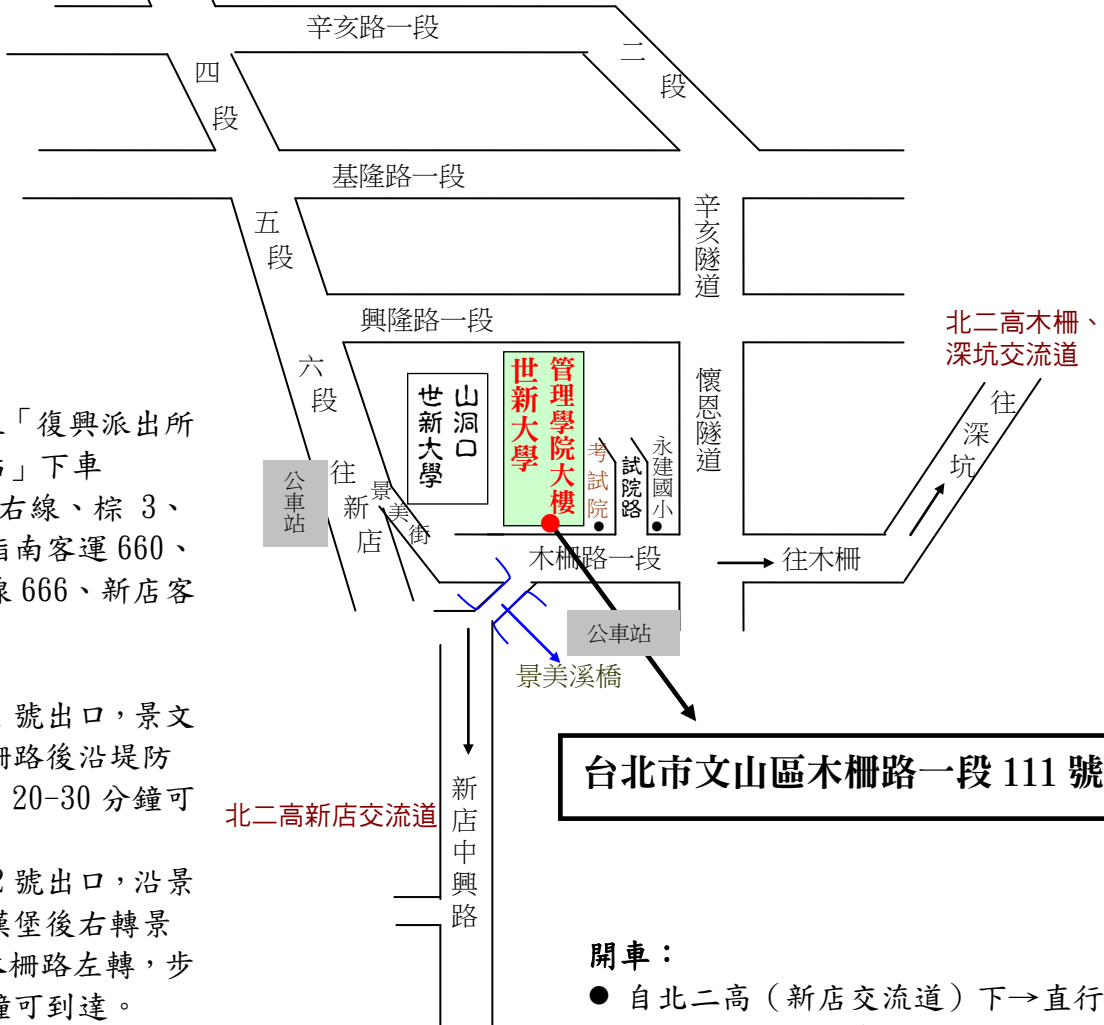 辛亥路一段
二段
四段
基隆路一段
五段
辛亥隧道
興隆路一段
北二高木柵、
深坑交流道
六段
世新大學
山洞口
世新大學
管理學院大樓
考試院
試院路
永建國小
懷恩隧道
往深坑
「復興派出所
」下車
公車站
往新店
景美街
右線、棕 3、
指南客運 660、
666、新店客
木柵路一段
往木柵
公車站
景美溪橋
號出口，景文
柵路後沿堤防
20-30 分鐘可
台北市文山區木柵路一段 111 號
北二高新店交流道
新店中興路
2 號出口，沿景
漢堡後右轉景
木柵路左轉，步
鐘可到達。
開車：
● 自北二高（新店交流道）下→直行